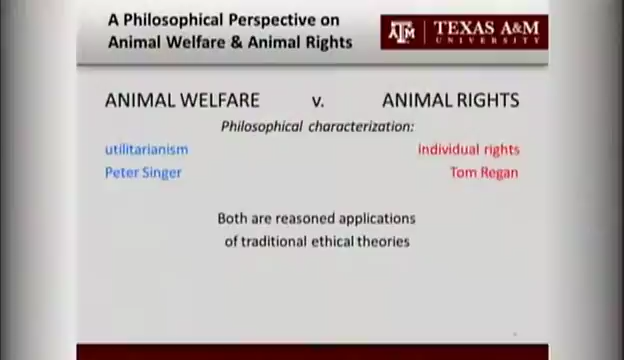 A Philosophical Perspective on
Animal Welfare & Animal Rights
ATM
TEXAS A&M
UNIVERSITY
ANIMAL WELFARE v. ANIMAL RIGHTS
Philosophical characterization:
utilitarianism individual rights
Peter Singer Tom Regan
Both are reasoned applications
of traditional ethical theories